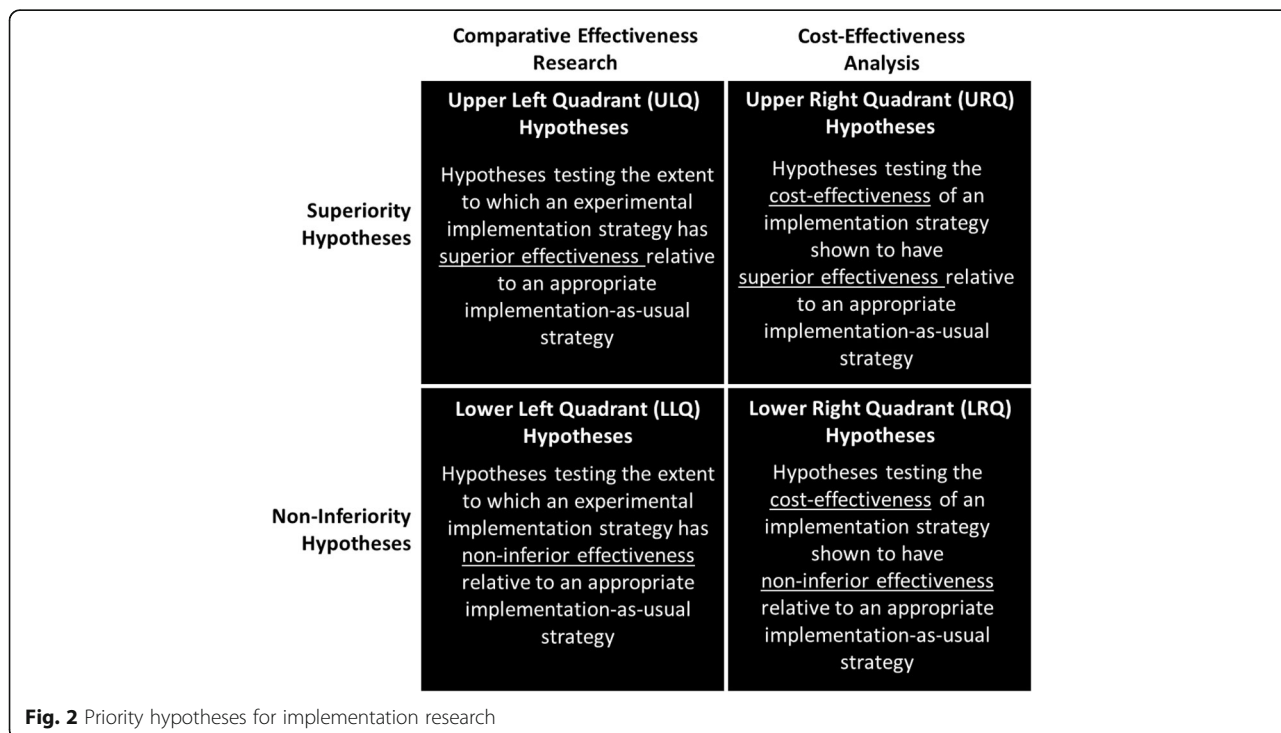 Comparative Effectiveness
Research
Cost-Effectiveness
Analysis
Superiority
Hypotheses
Upper Left Quadrant (ULQ)
Hypotheses
Hypotheses testing the extent
to which an experimental
implementation strategy has
superior effectiveness relative
to an appropriate
implementation-as-usual
strategy
Upper Right Quadrant (URQ)
Hypotheses
Hypotheses testing the
cost-effectiveness of an
implementation strategy
shown to have
superior effectiveness relative
to an appropriate
implementation-as-usual
strategy
Non-Inferiority
Hypotheses
Lower Left Quadrant (LLQ)
Hypotheses
Hypotheses testing the extent
to which an experimental
implementation strategy has
non-inferior effectiveness
relative to an appropriate
implementation-as-usual
strategy
Lower Right Quadrant (LRQ)
Hypotheses
Hypotheses testing the
cost-effectiveness of an
implementation strategy
shown to have
non-inferior effectiveness
relative to an appropriate
implementation-as-usual
strategy
Fig. 2 Priority hypotheses for implementation research